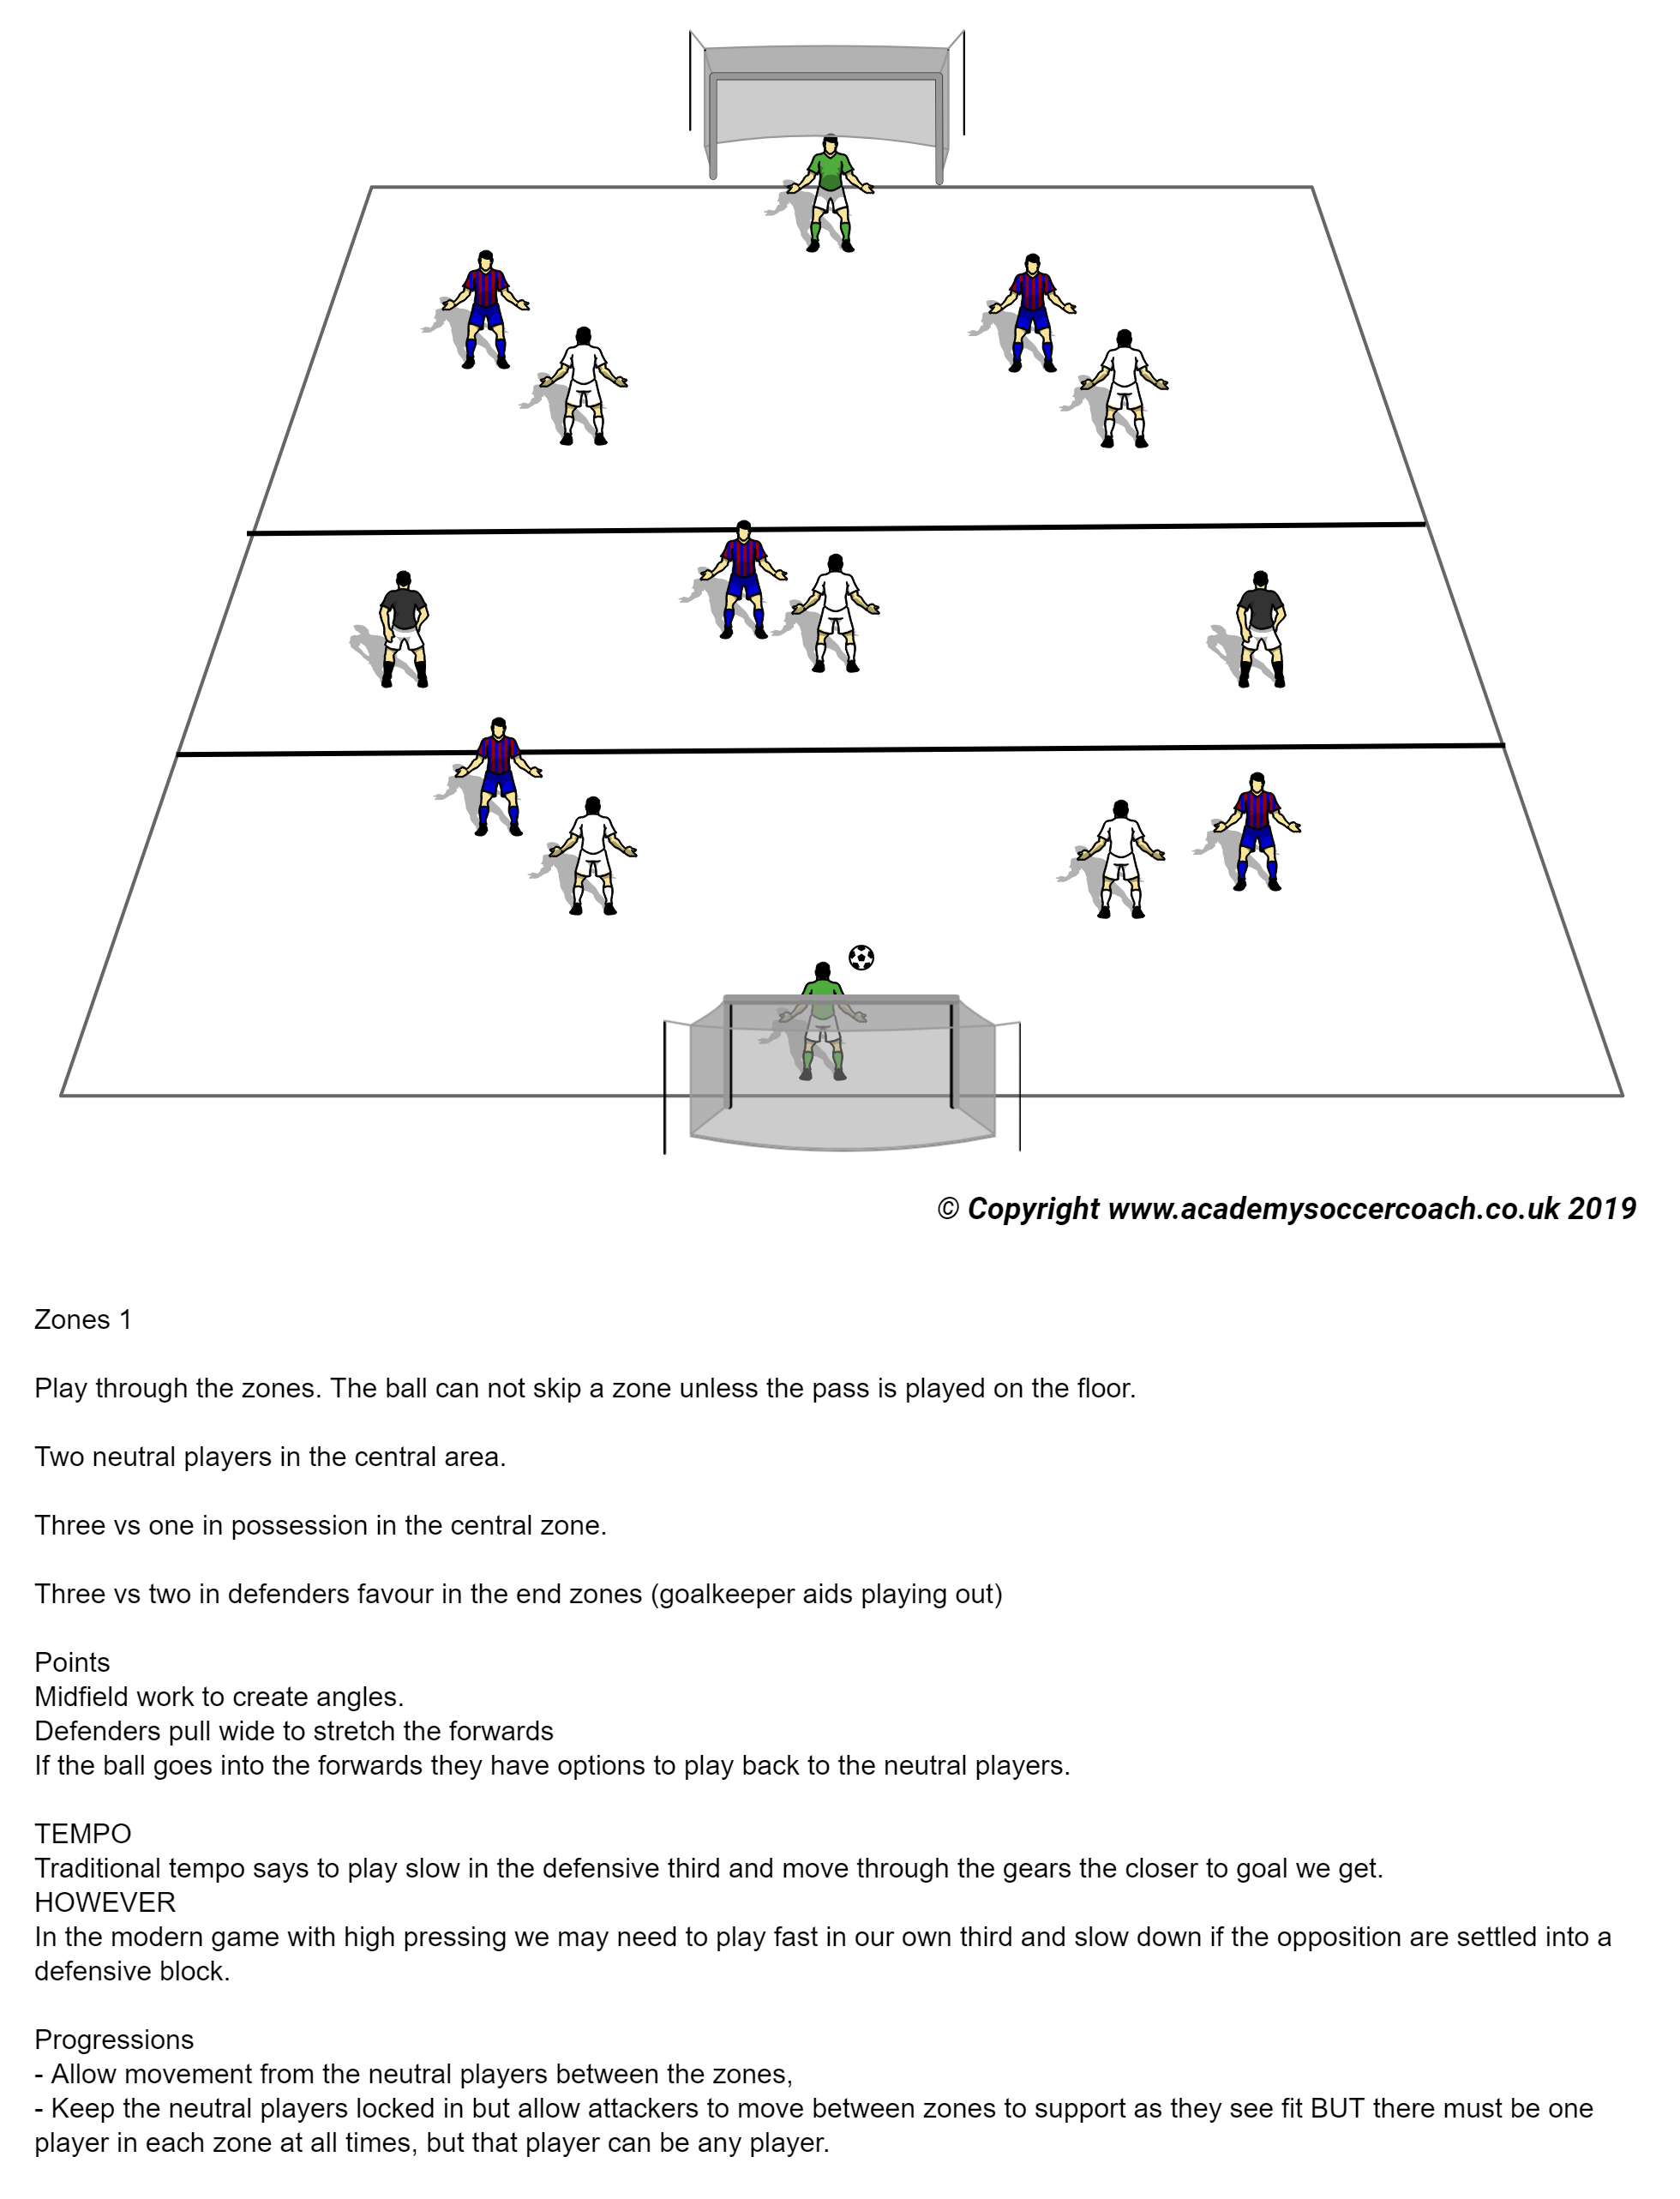 © Copyright www.academysoccercoach.co.uk 2019
Zones 1
Play through the zones. The ball can not skip a zone unless the pass is played on the floor.
Two neutral players in the central area.
Three vs one in possession in the central zone.
Three vs two in defenders favour in the end zones (goalkeeper aids playing out)
Points
Midfield work to create angles.
Defenders pull wide to stretch the forwards
If the ball goes into the forwards they have options to play back to the neutral players.
TEMPO
Traditional tempo says to play slow in the defensive third and move through the gears the closer to goal we get.
HOWEVER
In the modern game with high pressing we may need to play fast in our own third and slow down if the opposition are settled into a
defensive block.
Progressions
- Allow movement from the neutral players between the zones,
- Keep the neutral players locked in but allow attackers to move between zones to support as they see fit BUT there must be one
player in each zone at all times, but that player can be any player.